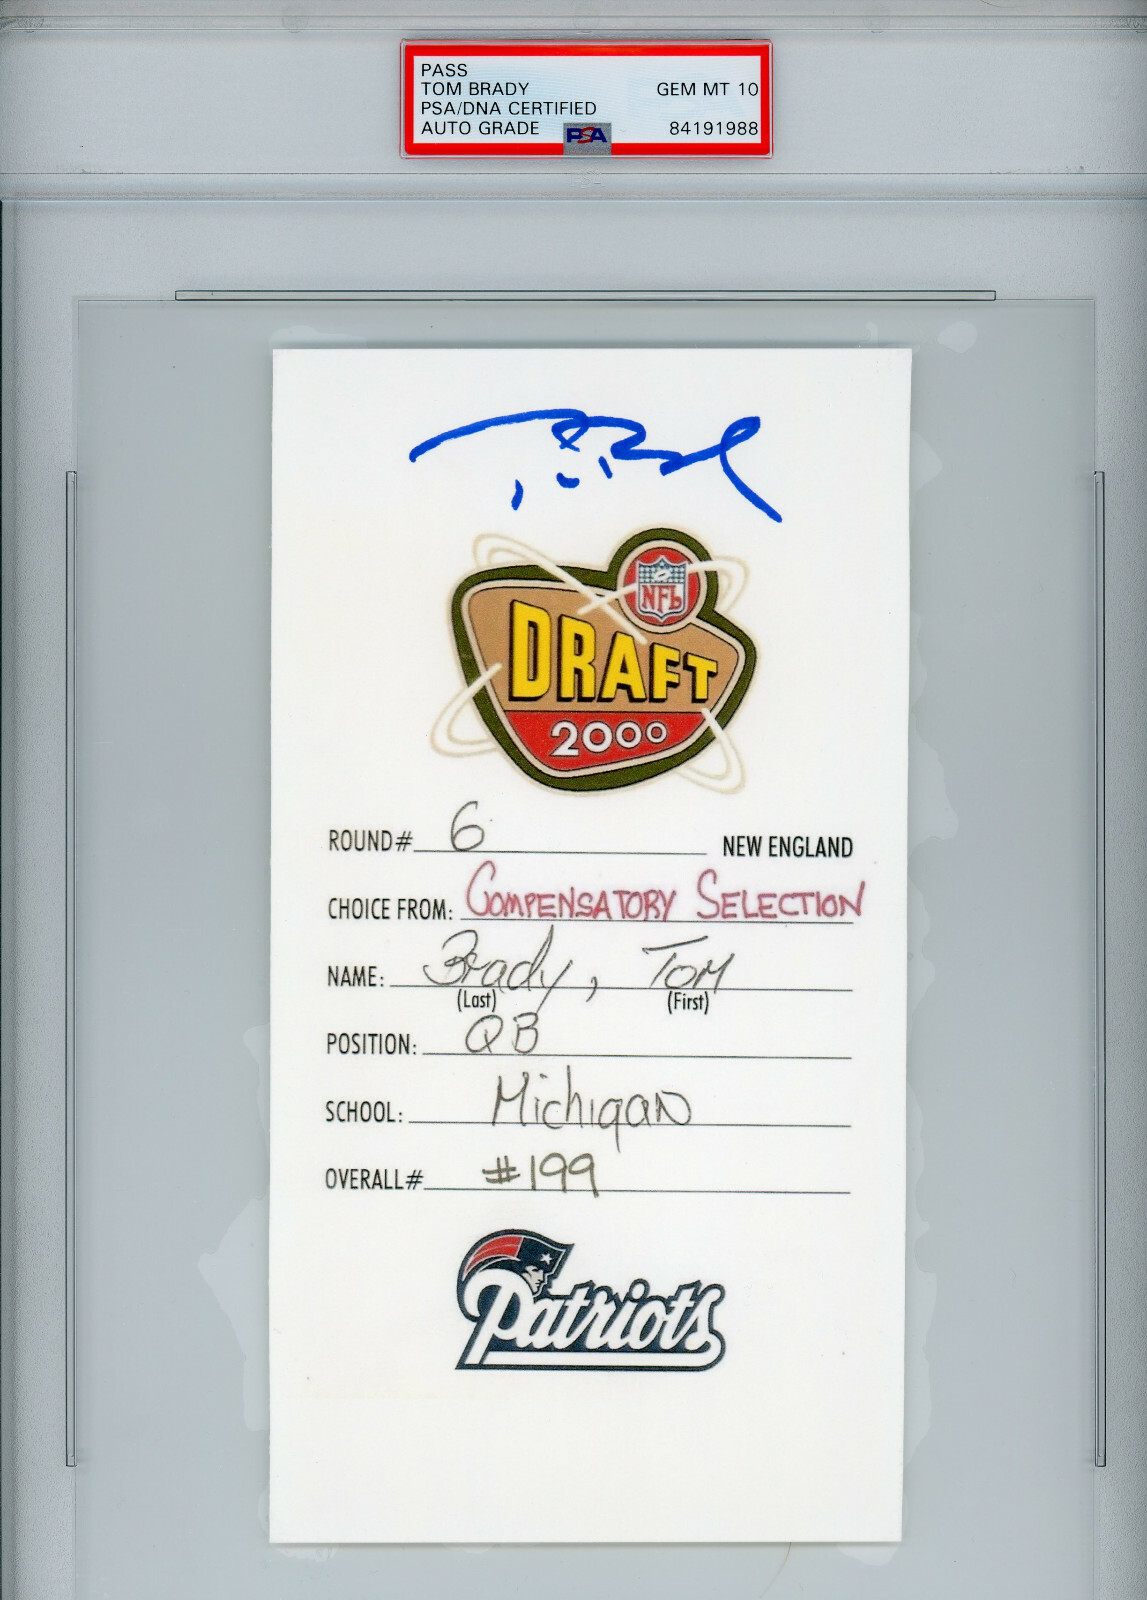 PASS
TOM BRADY GEM MT 10
PSA/DNA CERTIFIED
AUTO GRADE PSA 84191988
NFL
DRAFT
2000
ROUND# 6 NEW ENGLAND
CHOICE FROM: COMPENSATORY SELECTION
NAME: Brady, Tom
(Last) (First)
POSITION: QB
SCHOOL: Michigan
OVERALL# #199
Patriots